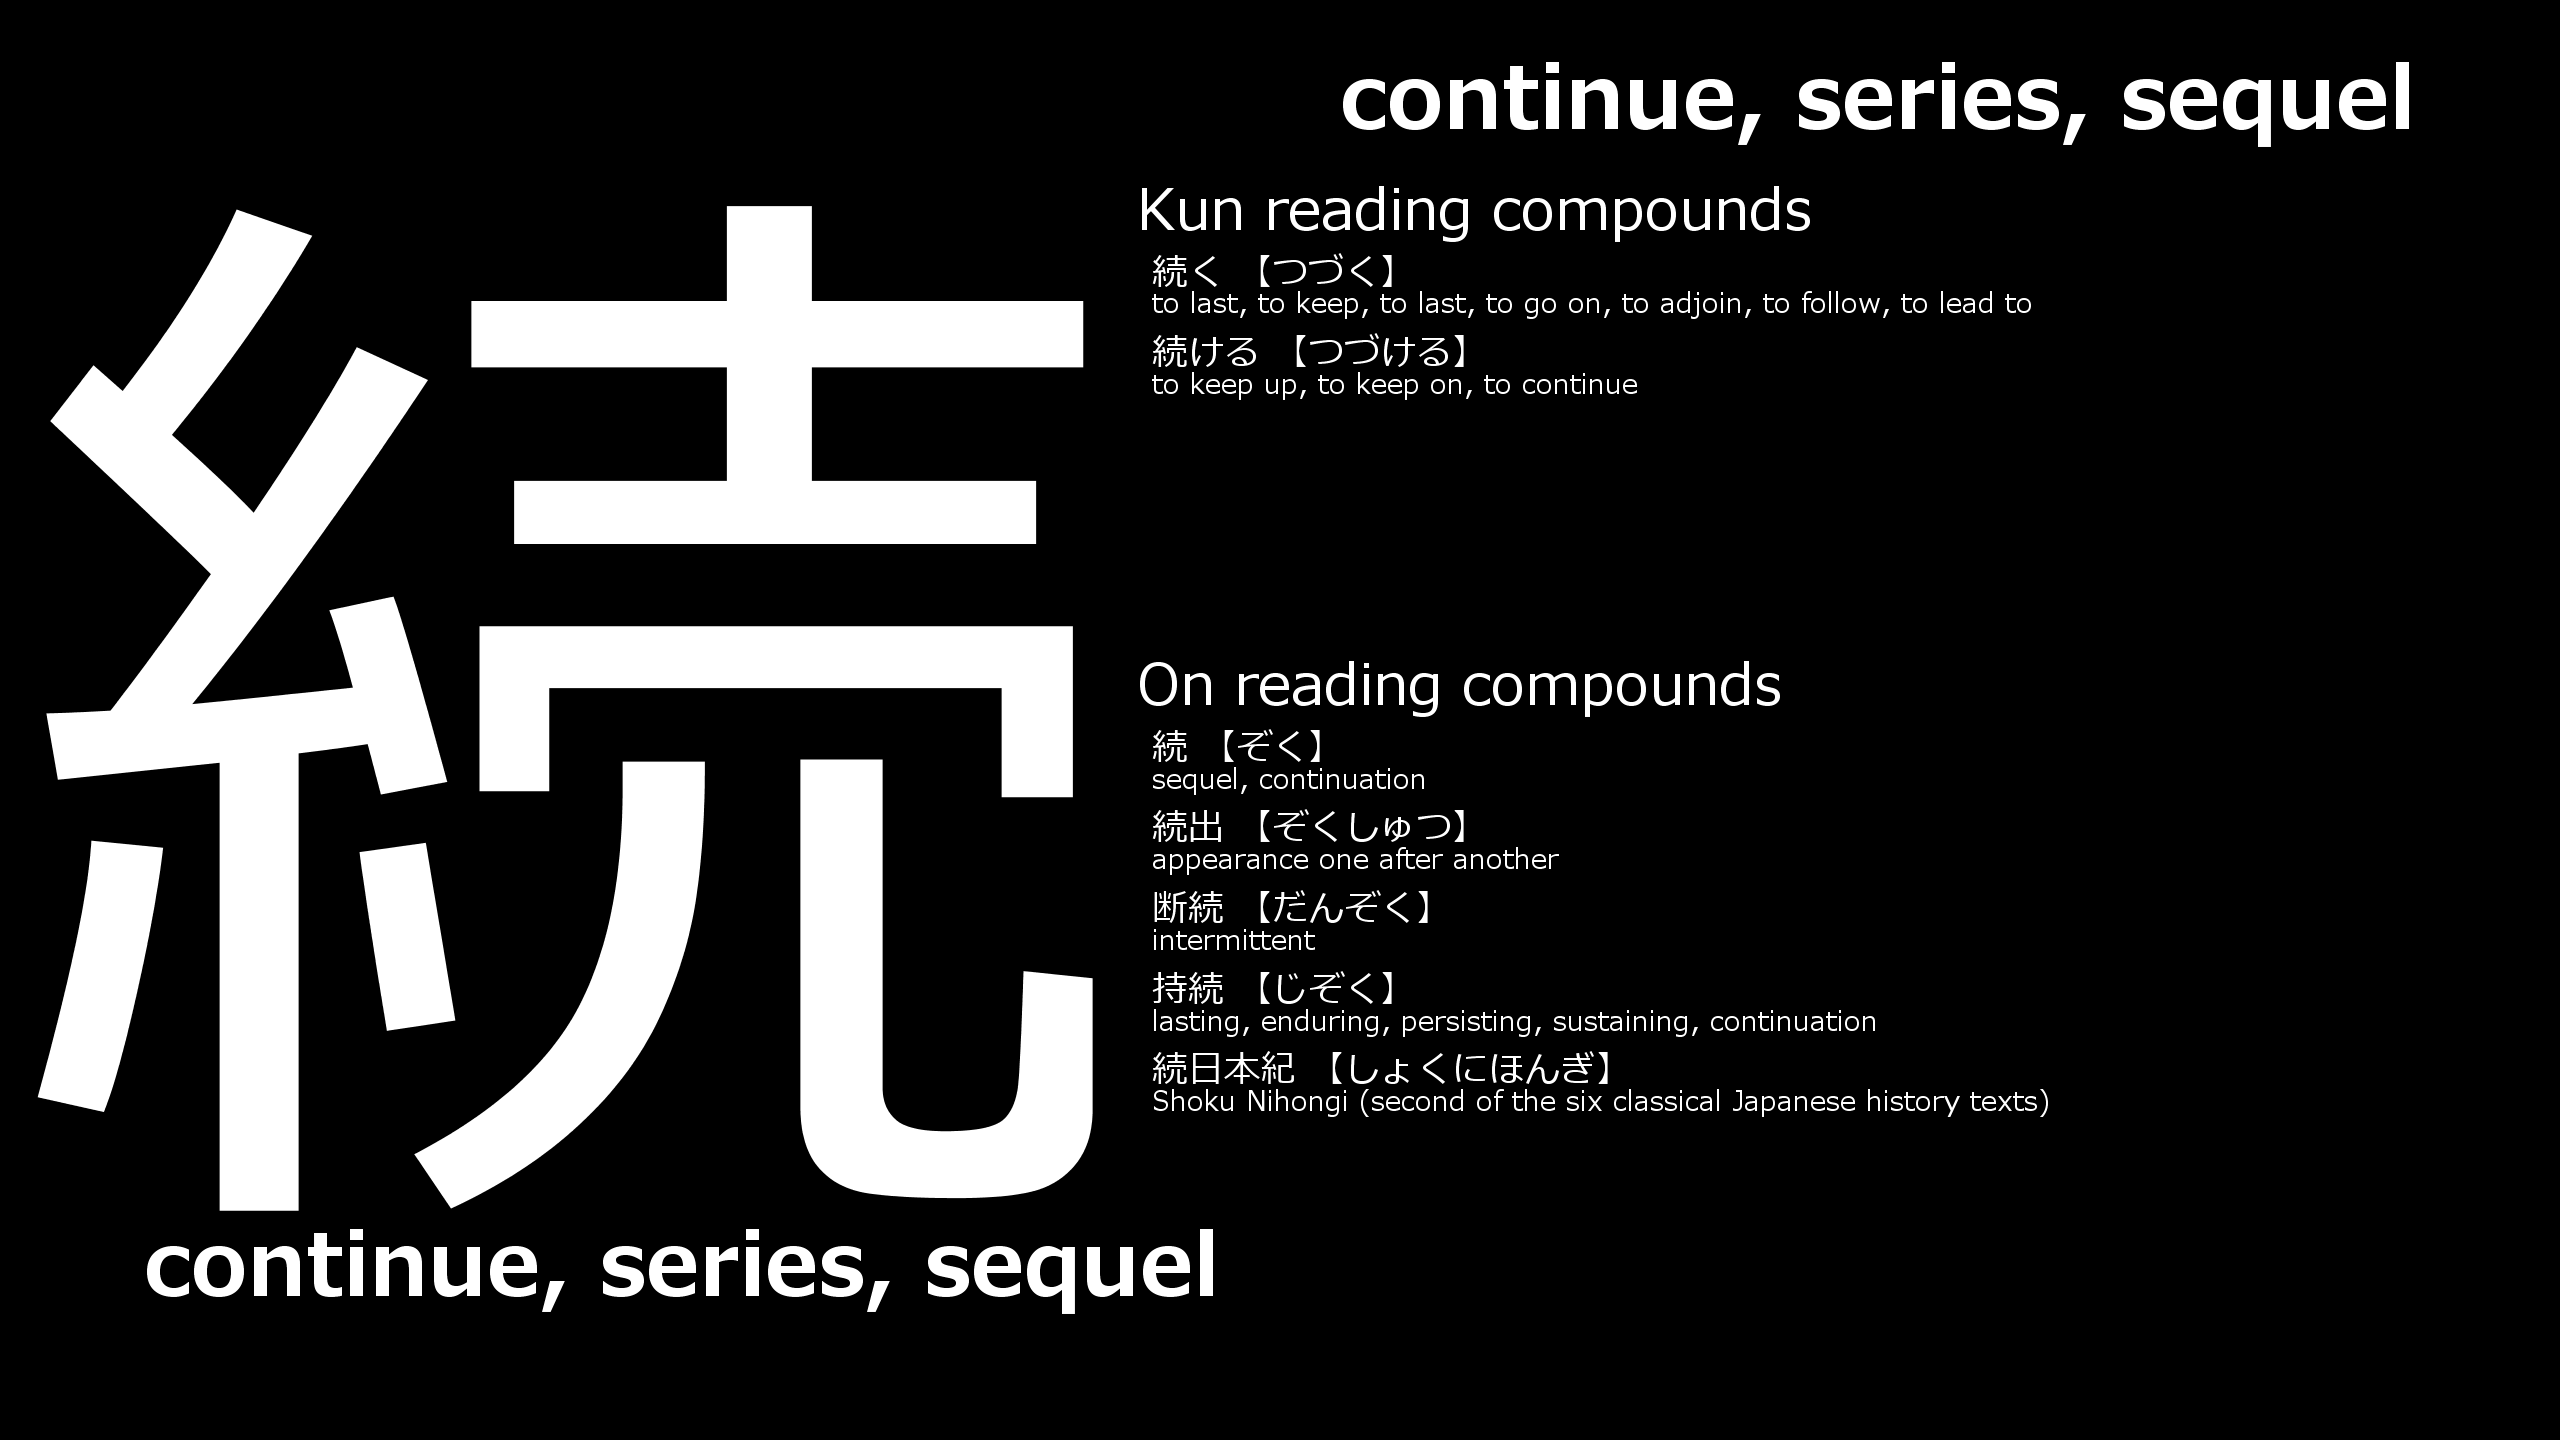 continue, series, sequel
続
Kun reading compounds
続く 【つづく】
to last, to keep, to last, to go on, to adjoin, to follow, to lead to
続ける 【つづける】
to keep up, to keep on, to continue
On reading compounds
続 【ぞく】
sequel, continuation
続出 【ぞくしゅつ】
appearance one after another
断続 【だんぞく】
intermittent
持続 【じぞく】
lasting, enduring, persisting, sustaining, continuation
続日本紀 【しょくにほんぎ】
Shoku Nihongi (second of the six classical Japanese history texts)
continue, series, sequel